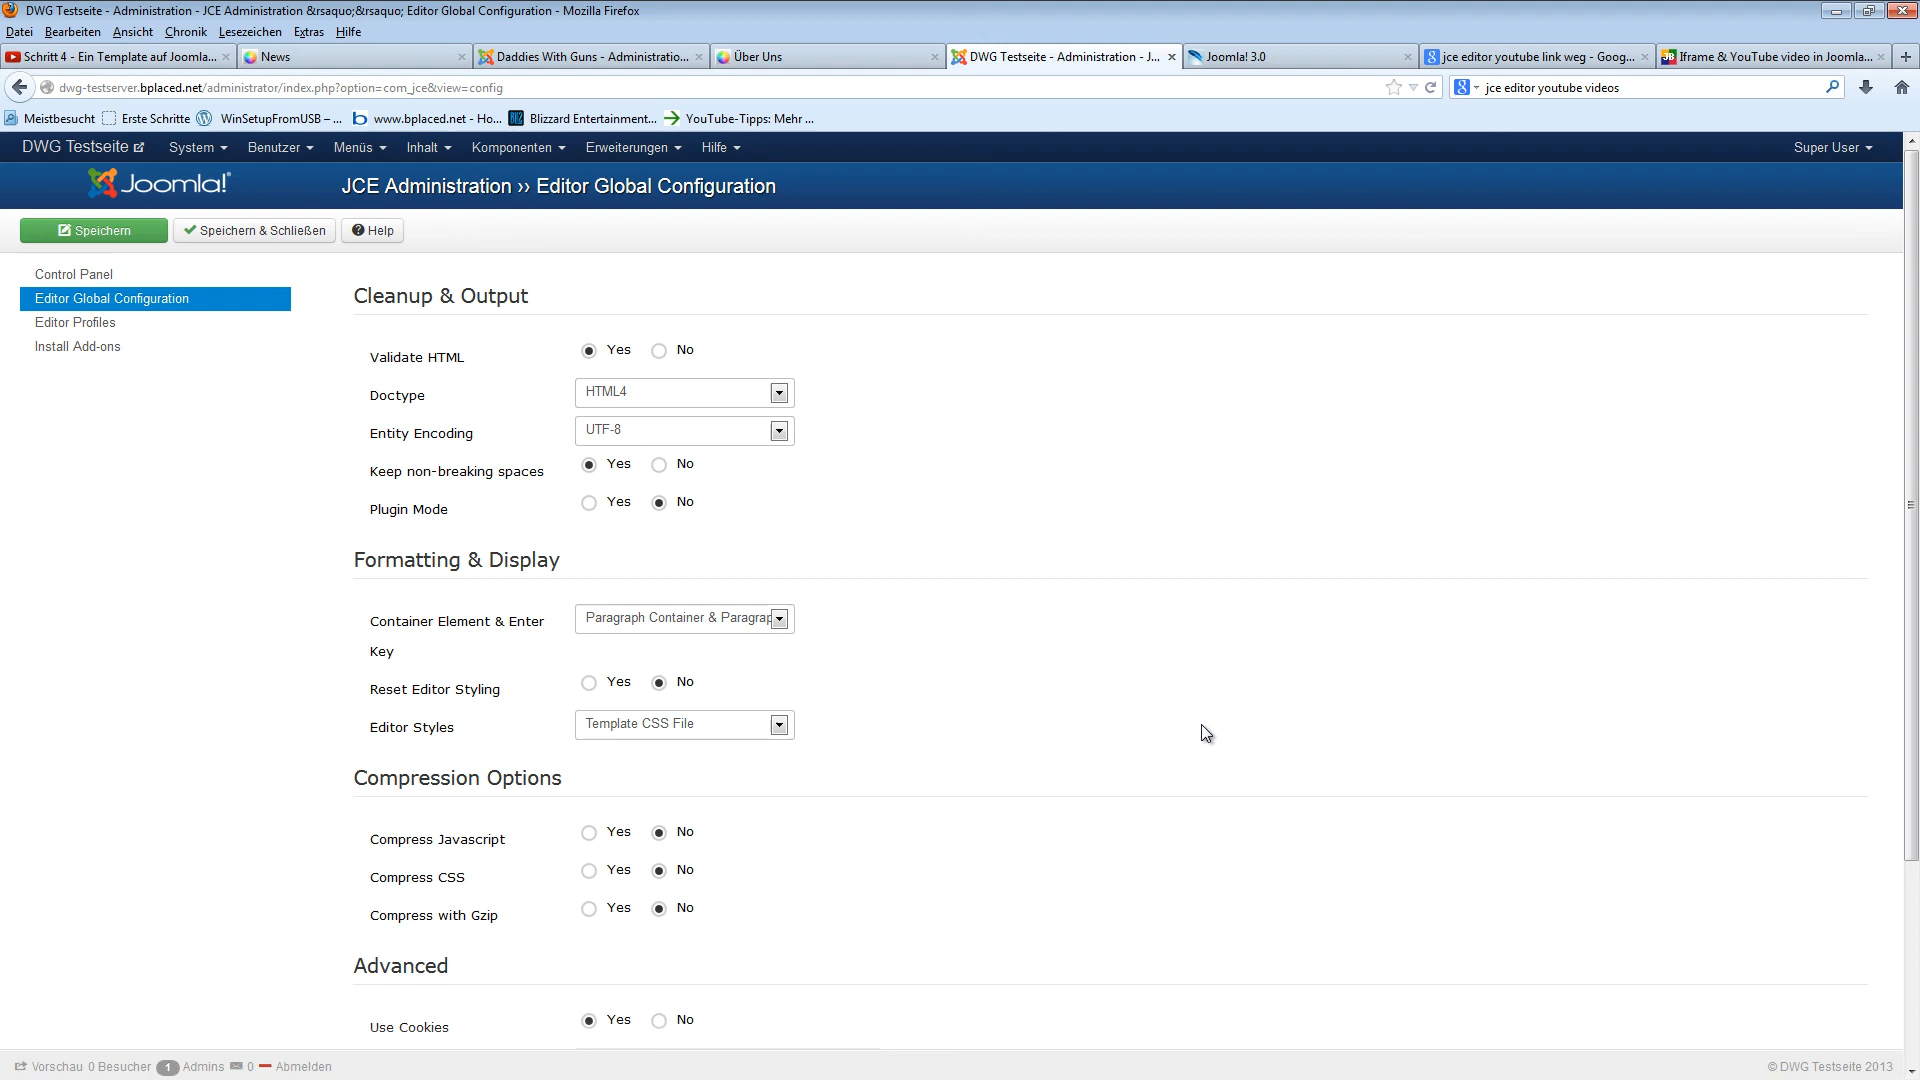 DWG Testseite - Administration - JCE Administration &rsaquo;&rsaquo; Editor Global Configuration - Mozilla Firefox
Datei Bearbeiten Ansicht Chronik Lesezeichen Extras Hilfe
Schritt 4 - Ein Template auf Joomla... News Daddies With Guns - Administratio... Über Uns DWG Testseite - Administration - J... Joomla! 3.0 jce editor youtube link weg - Goog... Iframe & YouTube video in Joomla...
dwg-testserver.bplaced.net/administrator/index.php?option=com_jce&view=config jce editor youtube videos
Meistbesucht Erste Schritte WinSetupFromUSB – ... www.bplaced.net - Ho... Blizzard Entertainment... YouTube-Tipps: Mehr ...
DWG Testseite System Benutzer Menüs Inhalt Komponenten Erweiterungen Hilfe Super User
Joomla! JCE Administration ›› Editor Global Configuration
Speichern Speichern & Schließen Help
Control Panel
Editor Global Configuration
Editor Profiles
Install Add-ons
Cleanup & Output
Validate HTML Yes No
Doctype HTML4
Entity Encoding UTF-8
Keep non-breaking spaces Yes No
Plugin Mode Yes No
Formatting & Display
Container Element & Enter Key Paragraph Container & Paragrap
Reset Editor Styling Yes No
Editor Styles Template CSS File
Compression Options
Compress Javascript Yes No
Compress CSS Yes No
Compress with Gzip Yes No
Advanced
Use Cookies Yes No
Vorschau 0 Besucher 1 Admins 0 Abmelden © DWG Testseite 2013